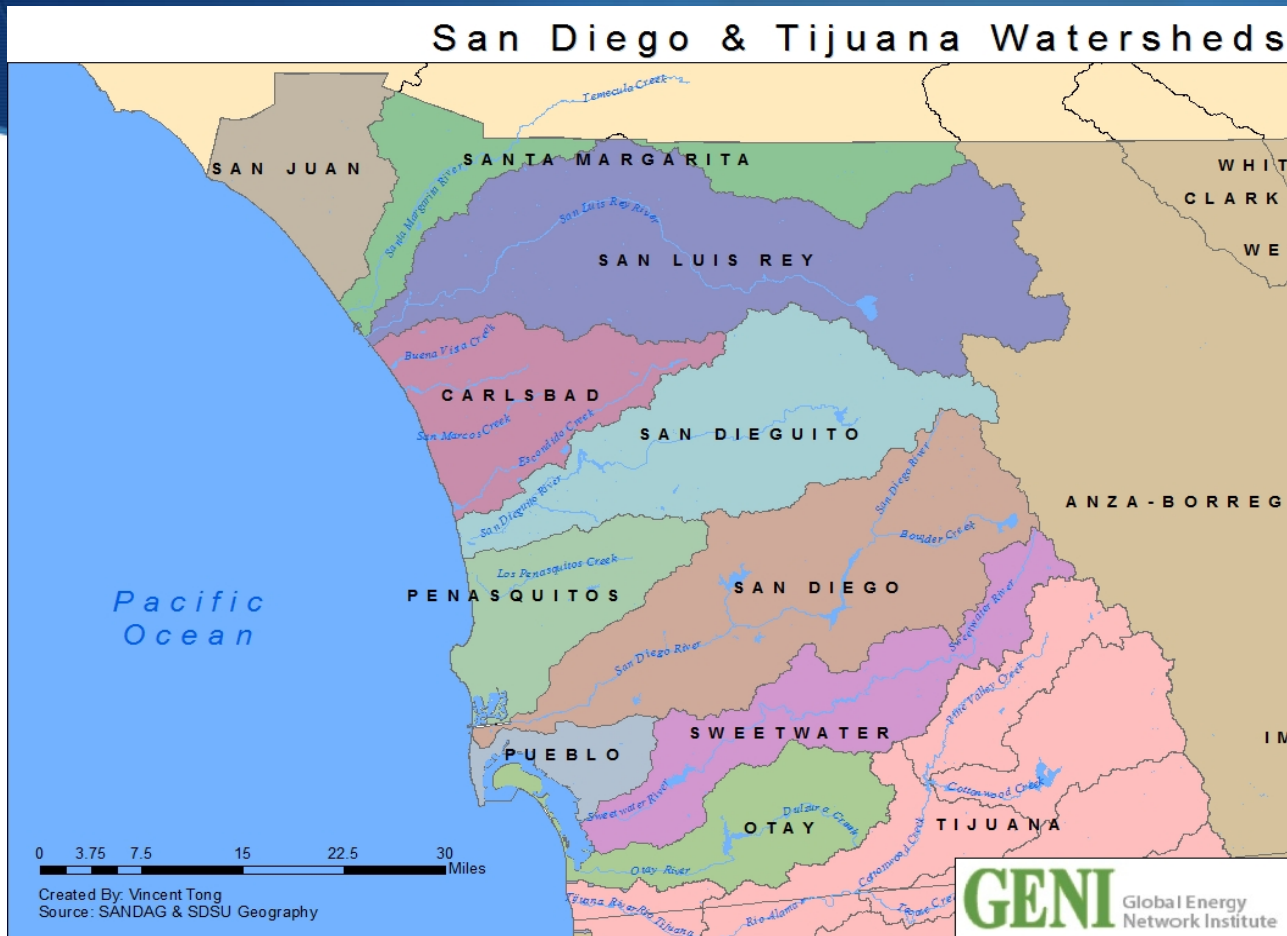 San Diego & Tijuana Watersheds
Temecula Creek
SAN JUAN
SANTA MARGARITA
WHIT
CLARK
WE
Santa Margarita River
San Luis Rey River
SAN LUIS REY
Buena Vista Creek
CARLSBAD
San Marcos Creek
Escondido Creek
SAN DIEGUITO
San Dieguito River
San Diego River
ANZA-BORREG
Boulder Creek
Los Penasquitos Creek
PENASQUITOS
SAN DIEGO
Pacific
Ocean
Sweetwater River
San Diego River
Pine Valley Creek
SWEETWATER
IM
PUEBLO
Cottonwood Creek
Sweetwater River
Dulzura Creek
OTAY
TIJUANA
Otay River
Cottonwood Creek
0 3.75 7.5 15 22.5 30
Miles
Created By: Vincent Tong
Source: SANDAG & SDSU Geography
Tijuana River
Rio Tijuana
Rio Alamar
GENI
Global Energy
Network Institute